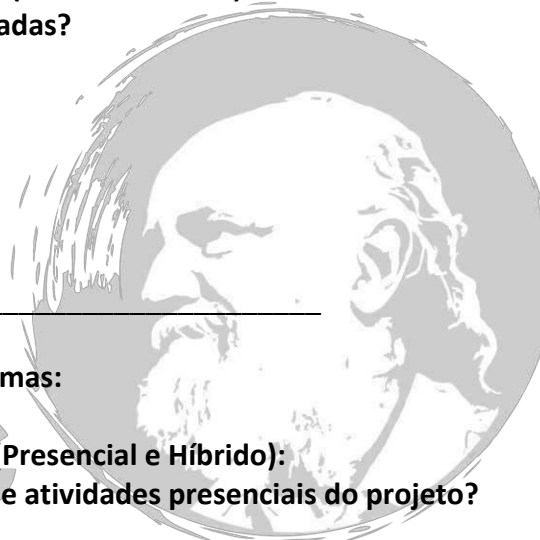 adas?
mas:
Presencial e Híbrido):
e atividades presenciais do projeto?